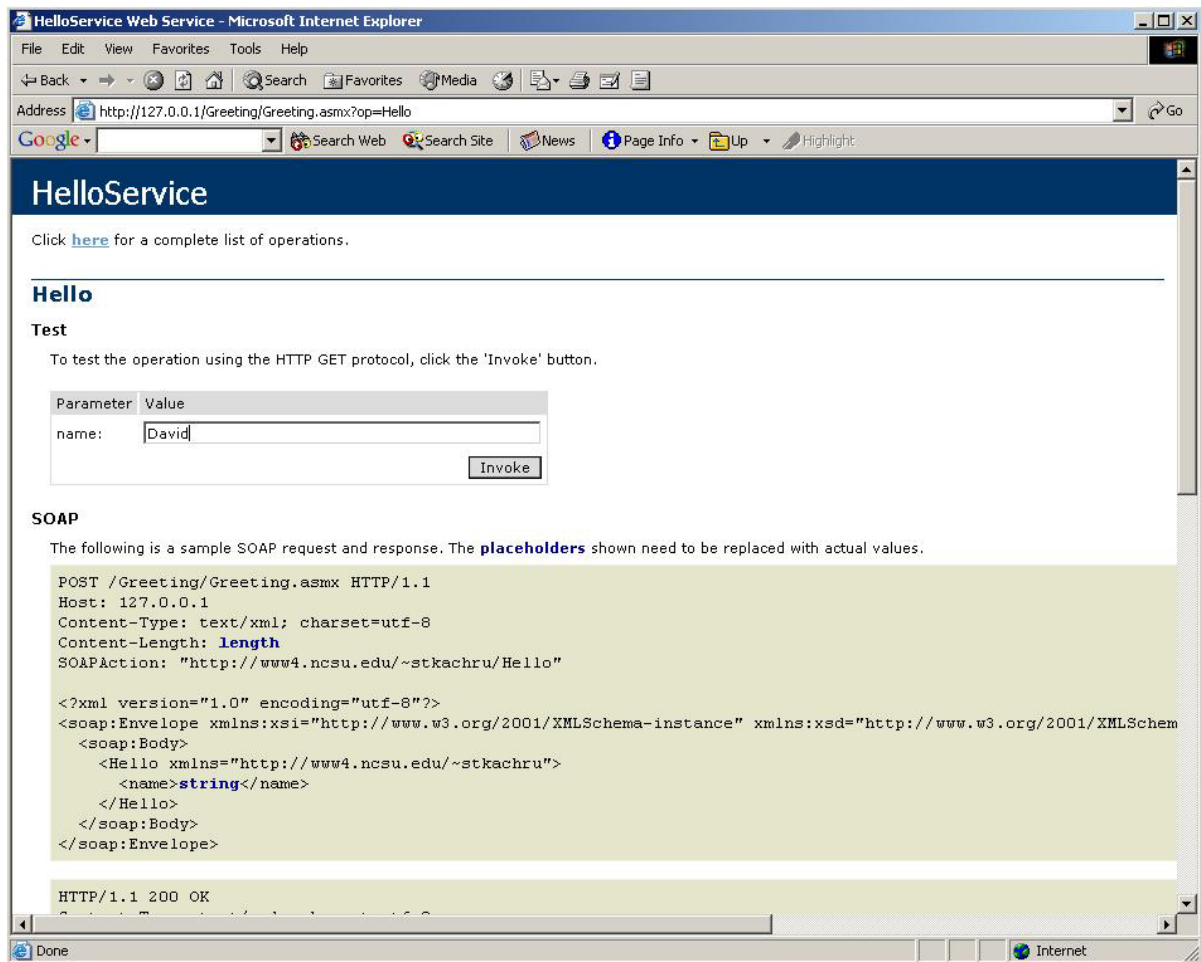 HelloService Web Service - Microsoft Internet Explorer
File Edit View Favorites Tools Help
Back Search Favorites Media
Address http://127.0.0.1/Greeting/Greeting.asmx?op=Hello Go
Google Search Web Search Site News Page Info Up Highlight
HelloService
Click here for a complete list of operations.
Hello
Test
To test the operation using the HTTP GET protocol, click the 'Invoke' button.
Parameter Value
name: David
Invoke
SOAP
The following is a sample SOAP request and response. The placeholders shown need to be replaced with actual values.
POST /Greeting/Greeting.asmx HTTP/1.1
Host: 127.0.0.1
Content-Type: text/xml; charset=utf-8
Content-Length: length
SOAPAction: "http://www4.ncsu.edu/~stkachru/Hello"
<?xml version="1.0" encoding="utf-8"?>
<soap:Envelope xmlns:xsi="http://www.w3.org/2001/XMLSchema-instance" xmlns:xsd="http://www.w3.org/2001/XMLSchem
<soap:Body>
<Hello xmlns="http://www4.ncsu.edu/~stkachru">
<name>string</name>
</Hello>
</soap:Body>
</soap:Envelope>
HTTP/1.1 200 OK
Done Internet